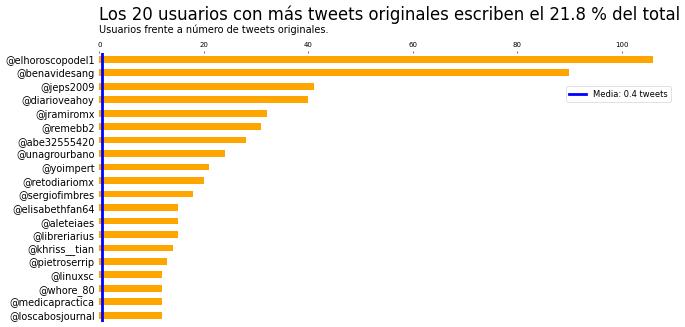 Los 20 usuarios con más tweets originales escriben el 21.8 % del total
Usuarios frente a número de tweets originales.
0 20 40 60 80 100
@elhoroscopodel1
@benavidesang
@jeps2009
@diarioveahoy
Media: 0.4 tweets
@jramiromx
@remebb2
@abe32555420
@unagrourbano
@yoimpert
@retodiariomx
@sergiofimbres
@elisabethfan64
@aleteiaes
@libreriarius
@khriss__tian
@pietroserrip
@linuxsc
@whore_80
@medicapractica
@loscabosjournal